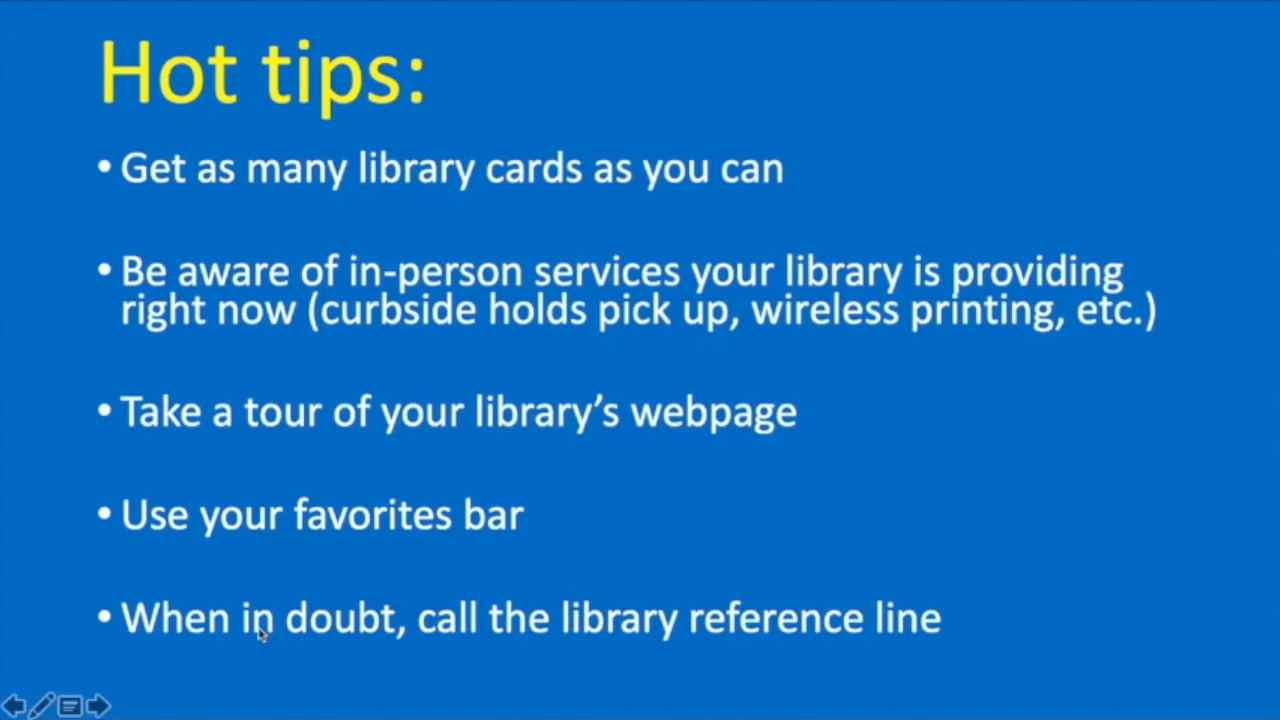 Hot tips:
• Get as many library cards as you can
• Be aware of in-person services your library is providing
right now (curbside holds pick up, wireless printing, etc.)
• Take a tour of your library’s webpage
• Use your favorites bar
• When in doubt, call the library reference line